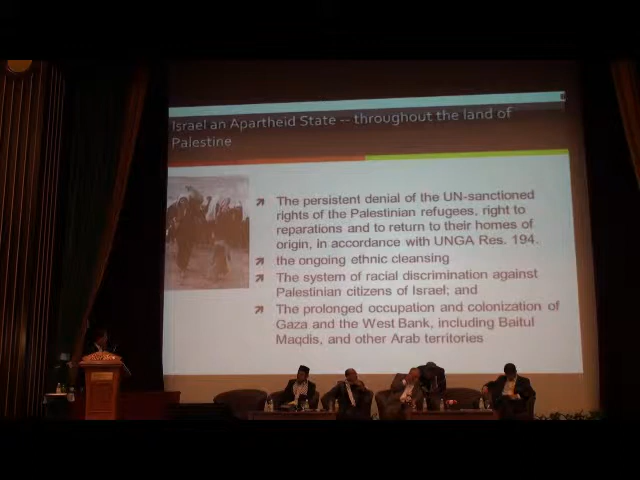 Israel an Apartheid State -- throughout the land of
Palestine
The persistent denial of the UN-sanctioned
rights of the Palestinian refugees, right to
reparations and to return to their homes of
origin, in accordance with UNGA Res. 194.
the ongoing ethnic cleansing
The system of racial discrimination against
Palestinian citizens of Israel; and
The prolonged occupation and colonization of
Gaza and the West Bank, including Baitul
Maqdis, and other Arab territories